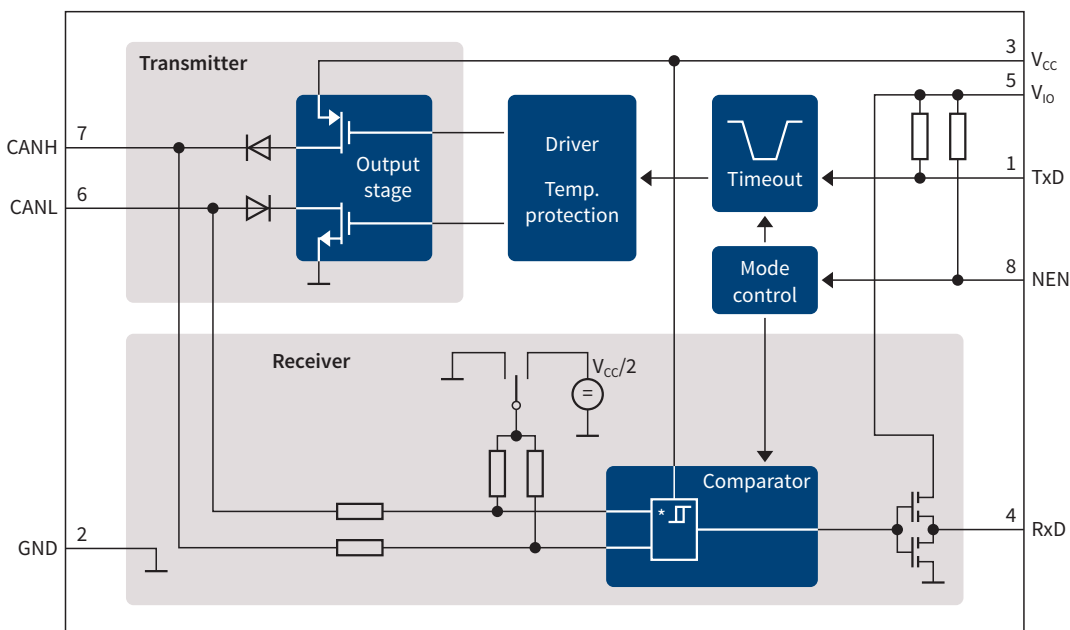 Transmitter
3
VCC
5
VIO
CANH
7
Output
stage
Driver
Temp.
protection
Timeout
1
TxD
CANL
6
Mode
control
8
NEN
Receiver
VCC/2
=
Comparator
*
4
RxD
GND
2